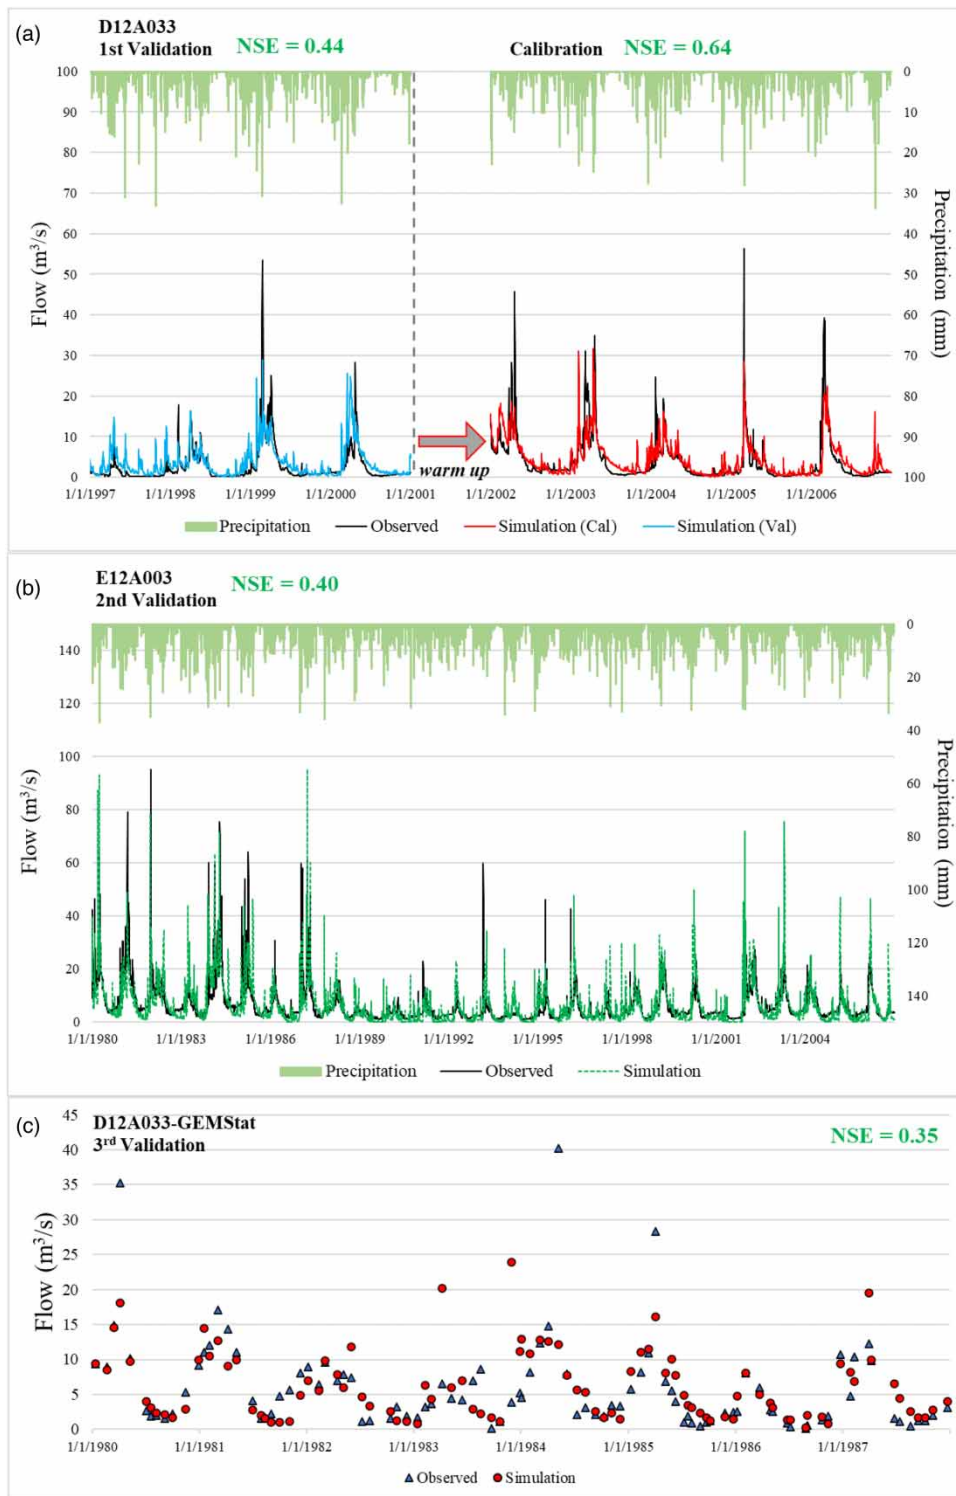 (a)
D12A033
1st Validation
NSE = 0.44
Calibration
NSE = 0.64
100
90
80
70
60
50
40
30
20
10
0
Flow (m³/s)
0
10
20
30
40
50
60
70
80
90
100
Precipitation (mm)
warm up
1/1/1997
1/1/1998
1/1/1999
1/1/2000
1/1/2001
1/1/2002
1/1/2003
1/1/2004
1/1/2005
1/1/2006
Precipitation
Observed
Simulation (Cal)
Simulation (Val)
(b)
E12A003
2nd Validation
NSE = 0.40
140
120
100
80
60
40
20
0
Flow (m³/s)
0
20
40
60
80
100
120
140
Precipitation (mm)
1/1/1980
1/1/1983
1/1/1986
1/1/1989
1/1/1992
1/1/1995
1/1/1998
1/1/2001
1/1/2004
Precipitation
Observed
Simulation
(c)
D12A033-GEMStat
3rd Validation
NSE = 0.35
45
40
35
30
25
20
15
10
5
0
Flow (m³/s)
1/1/1980
1/1/1981
1/1/1982
1/1/1983
1/1/1984
1/1/1985
1/1/1986
1/1/1987
Observed
Simulation